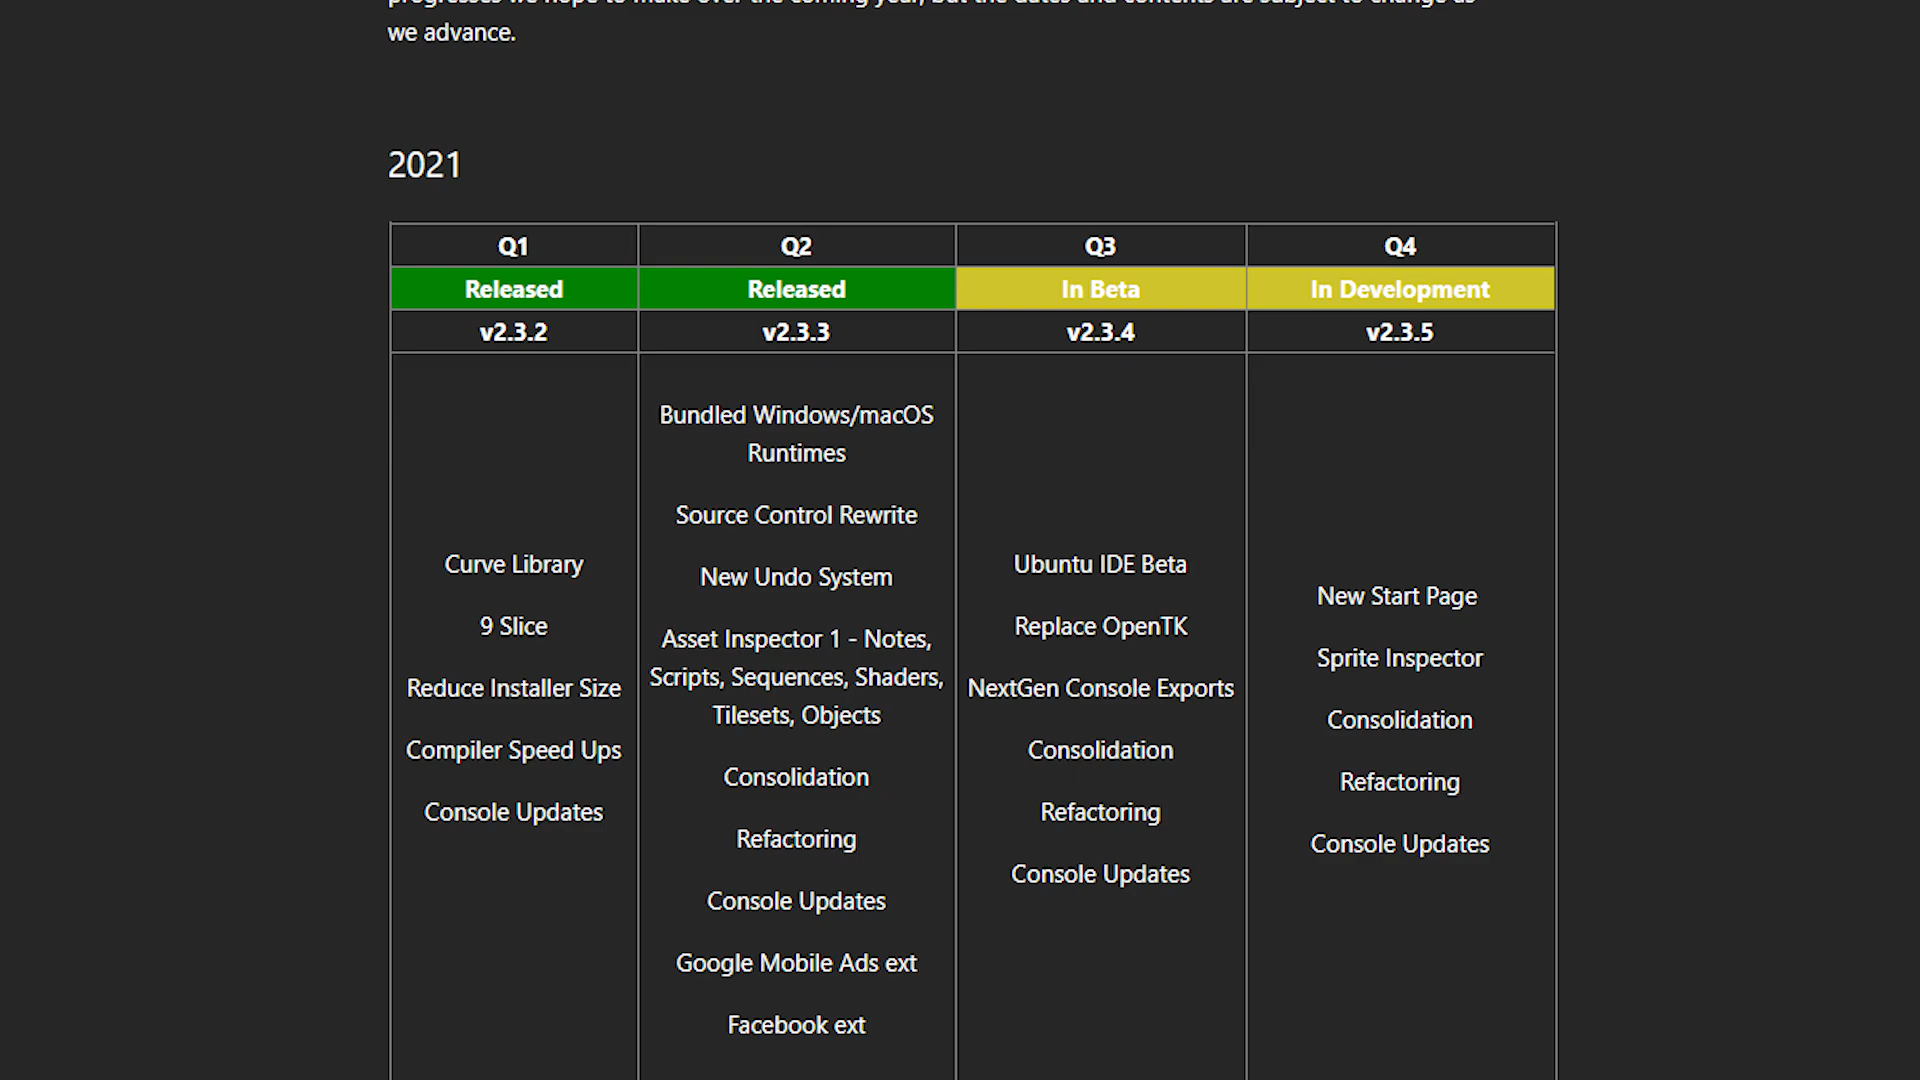 progresses we hope to make over the coming year, but the dates and contents are subject to change as
we advance.
2021
Q1 Q2 Q3 Q4
Released Released In Beta In Development
v2.3.2 v2.3.3 v2.3.4 v2.3.5
Curve Library
9 Slice
Reduce Installer Size
Compiler Speed Ups
Console Updates
Bundled Windows/macOS
Runtimes
Source Control Rewrite
New Undo System
Asset Inspector 1 - Notes,
Scripts, Sequences, Shaders,
Tilesets, Objects
Consolidation
Refactoring
Console Updates
Google Mobile Ads ext
Facebook ext
Ubuntu IDE Beta
Replace OpenTK
NextGen Console Exports
Consolidation
Refactoring
Console Updates
New Start Page
Sprite Inspector
Consolidation
Refactoring
Console Updates